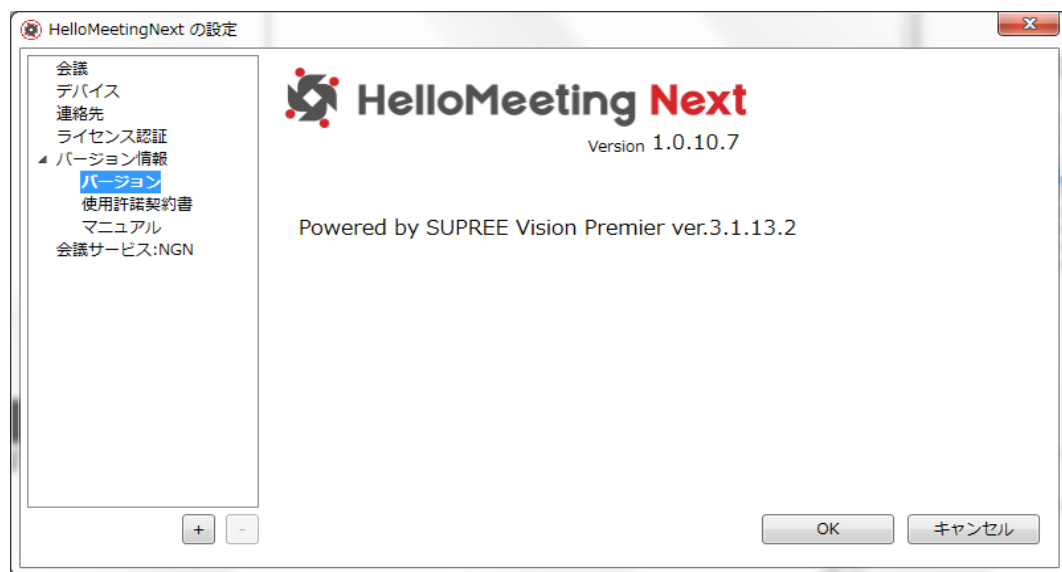 HelloMeetingNext の設定
会議
デバイス
連絡先
ライセンス認証
バージョン情報
バージョン
使用許諾契約書
マニュアル
会議サービス:NGN
+ -
HelloMeeting Next
Version 1.0.10.7
Powered by SUPREE Vision Premier ver.3.1.13.2
OK キャンセル